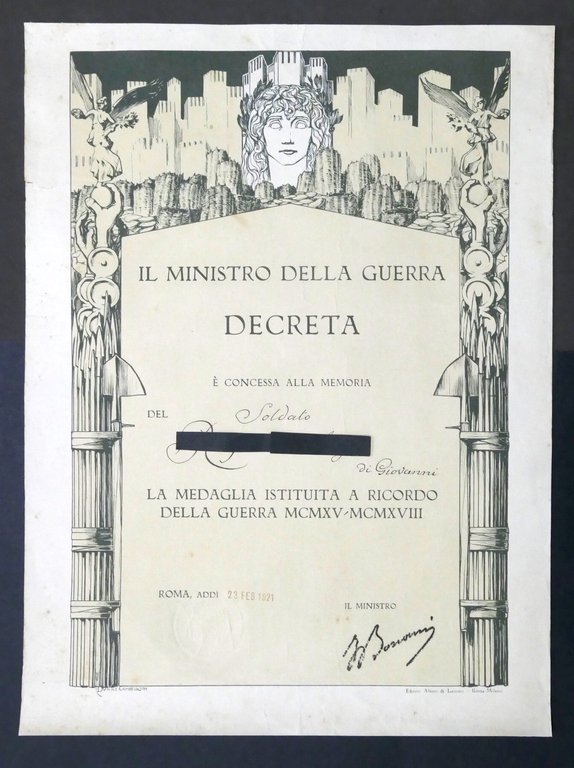 IL MINISTRO DELLA GUERRA
DECRETA
È CONCESSA ALLA MEMORIA
DEL Soldato
di Giovanni
LA MEDAGLIA ISTITUITA A RICORDO
DELLA GUERRA MCMXV-MCMXVIII
ROMA, ADDÌ 23 FEB 1921
IL MINISTRO
Bonomi